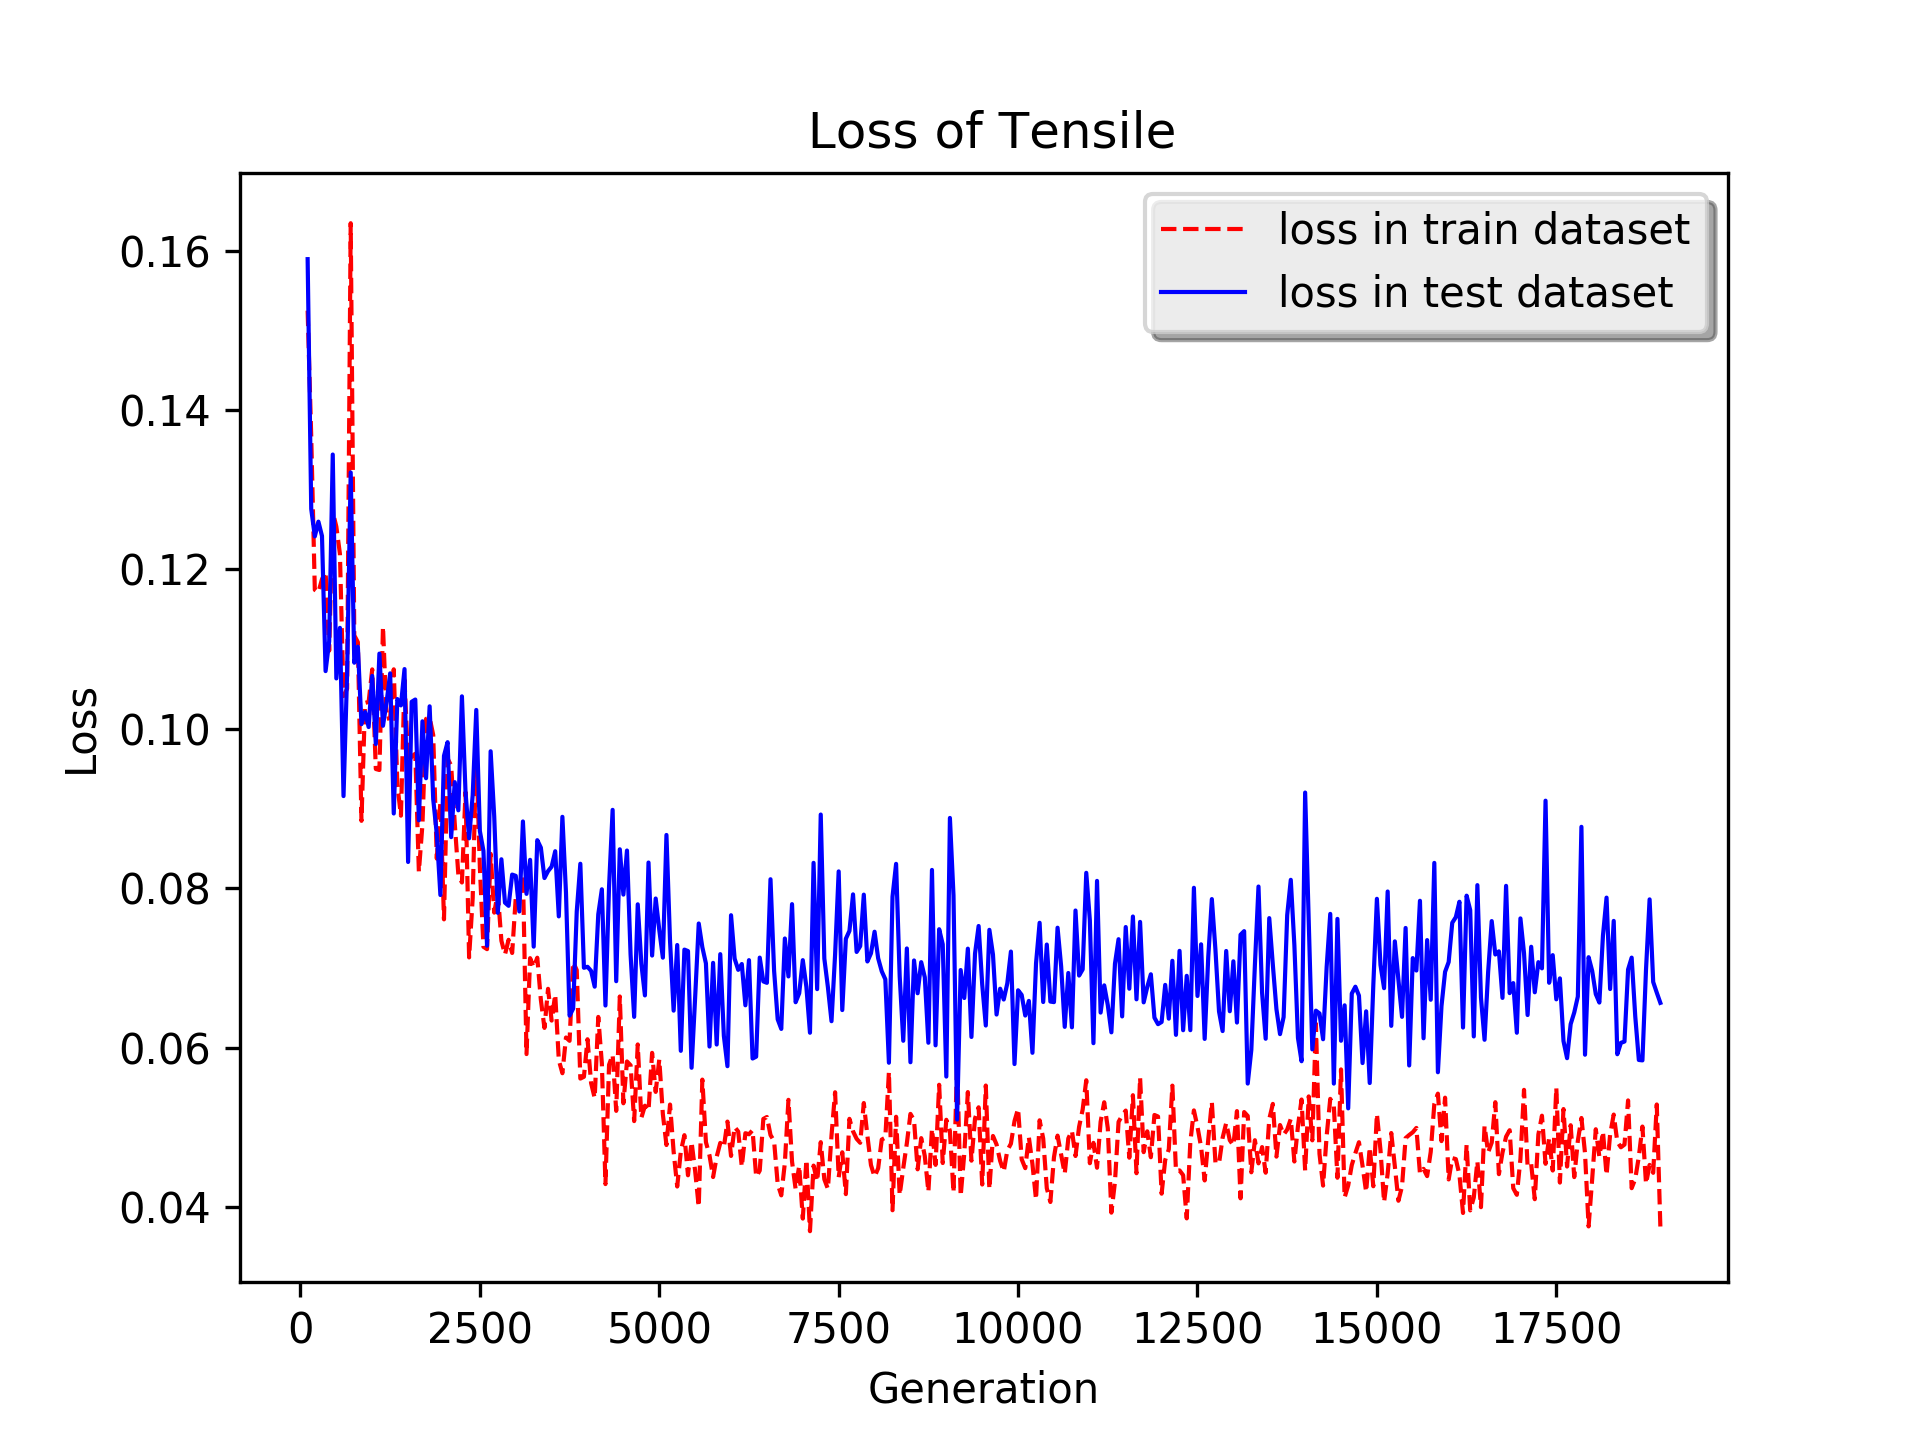 Loss of Tensile
loss in train dataset
loss in test dataset
0.16
0.14
0.12
0.10
0.08
0.06
0.04
Loss
0 2500 5000 7500 10000 12500 15000 17500
Generation